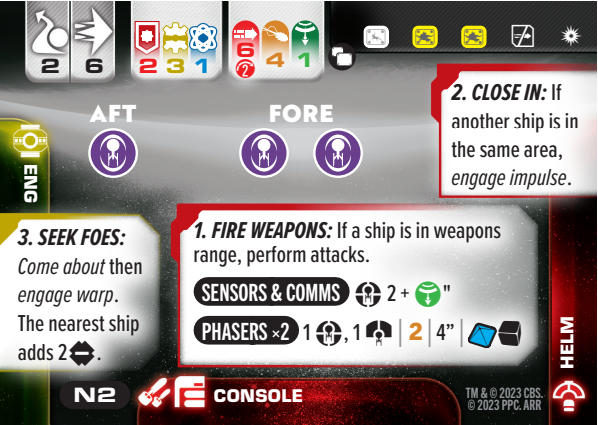 2 6 2 3 1 6 2 4 1
AFT FORE
2. CLOSE IN: If
another ship is in
the same area,
engage impulse.
ENG
3. SEEK FOES:
Come about then
engage warp.
The nearest ship
adds 2.
1. FIRE WEAPONS: If a ship is in weapons
range, perform attacks.
SENSORS & COMMS 2 + "
PHASERS ×2 1 , 1 | 2 | 4” |
HELM
N2 CONSOLE
TM & © 2023 CBS.
© 2023 PPC. ARR